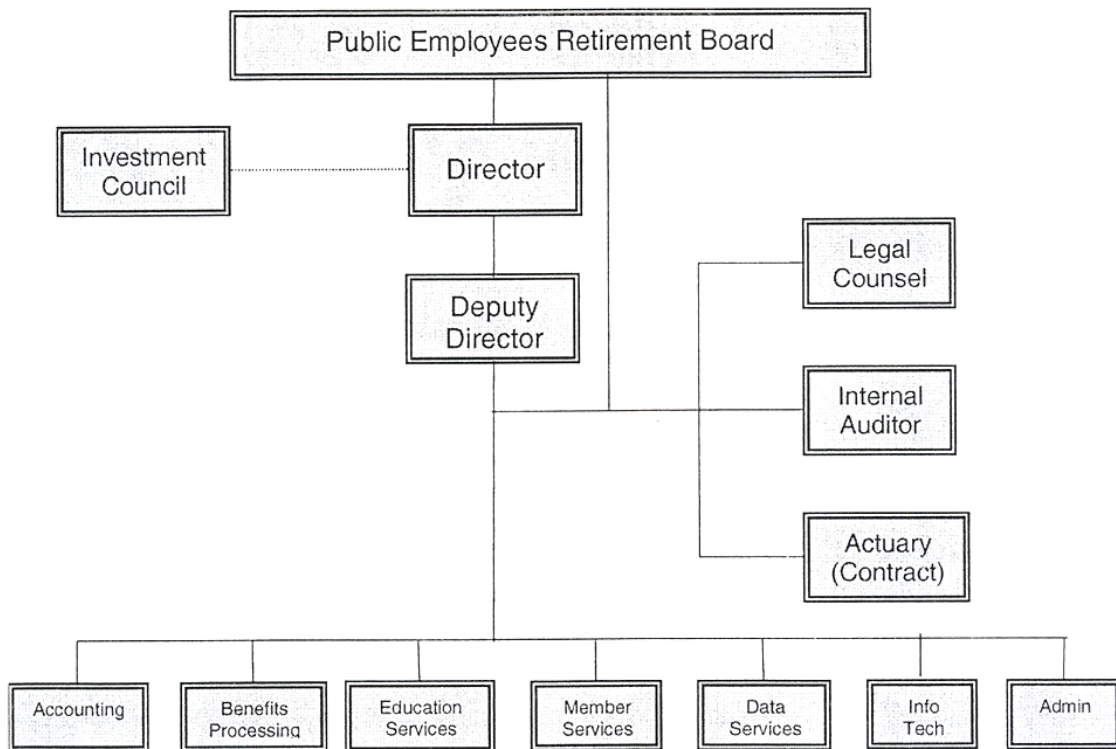 Public Employees Retirement Board
Investment
Council
Director
Legal
Counsel
Deputy
Director
Internal
Auditor
Actuary
(Contract)
Accounting
Benefits
Processing
Education
Services
Member
Services
Data
Services
Info
Tech
Admin